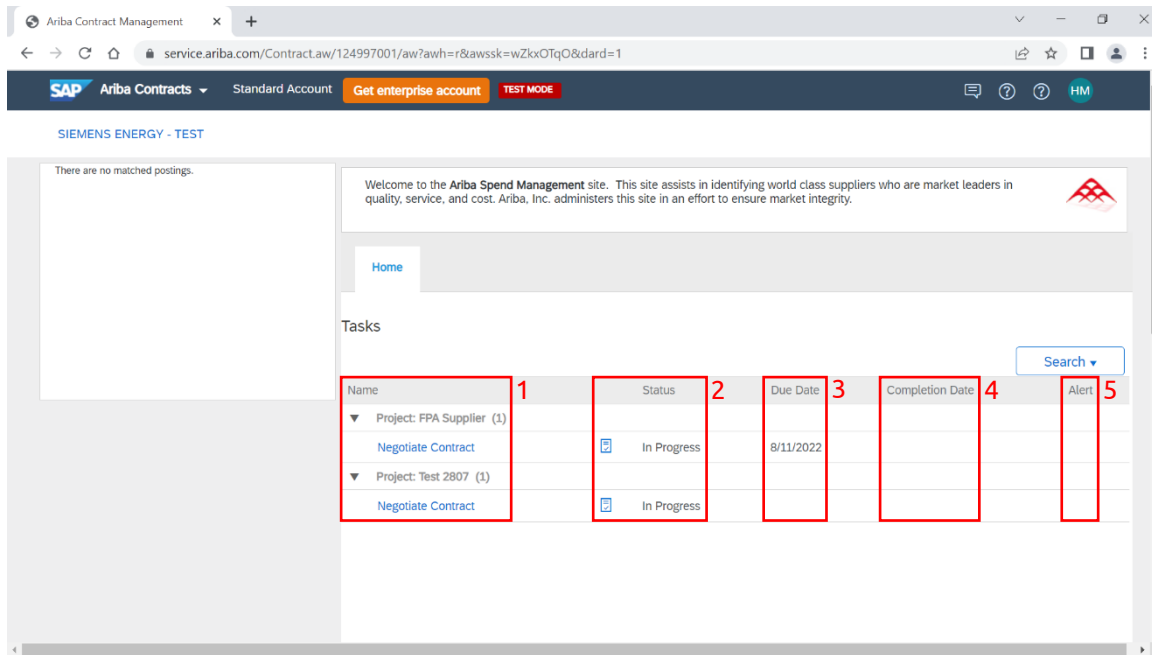 Ariba Contract Management
service.ariba.com/Contract.aw/124997001/aw?awh=r&awssk=wZkxOTqO&dard=1
SAP Ariba Contracts Standard Account Get enterprise account TEST MODE HM
SIEMENS ENERGY - TEST
There are no matched postings.
Welcome to the Ariba Spend Management site. This site assists in identifying world class suppliers who are market leaders in
quality, service, and cost. Ariba, Inc. administers this site in an effort to ensure market integrity.
Home
Tasks
Search
Name 1 Status 2 Due Date 3 Completion Date 4 Alert 5
Project: FPA Supplier (1)
Negotiate Contract In Progress 8/11/2022
Project: Test 2807 (1)
Negotiate Contract In Progress